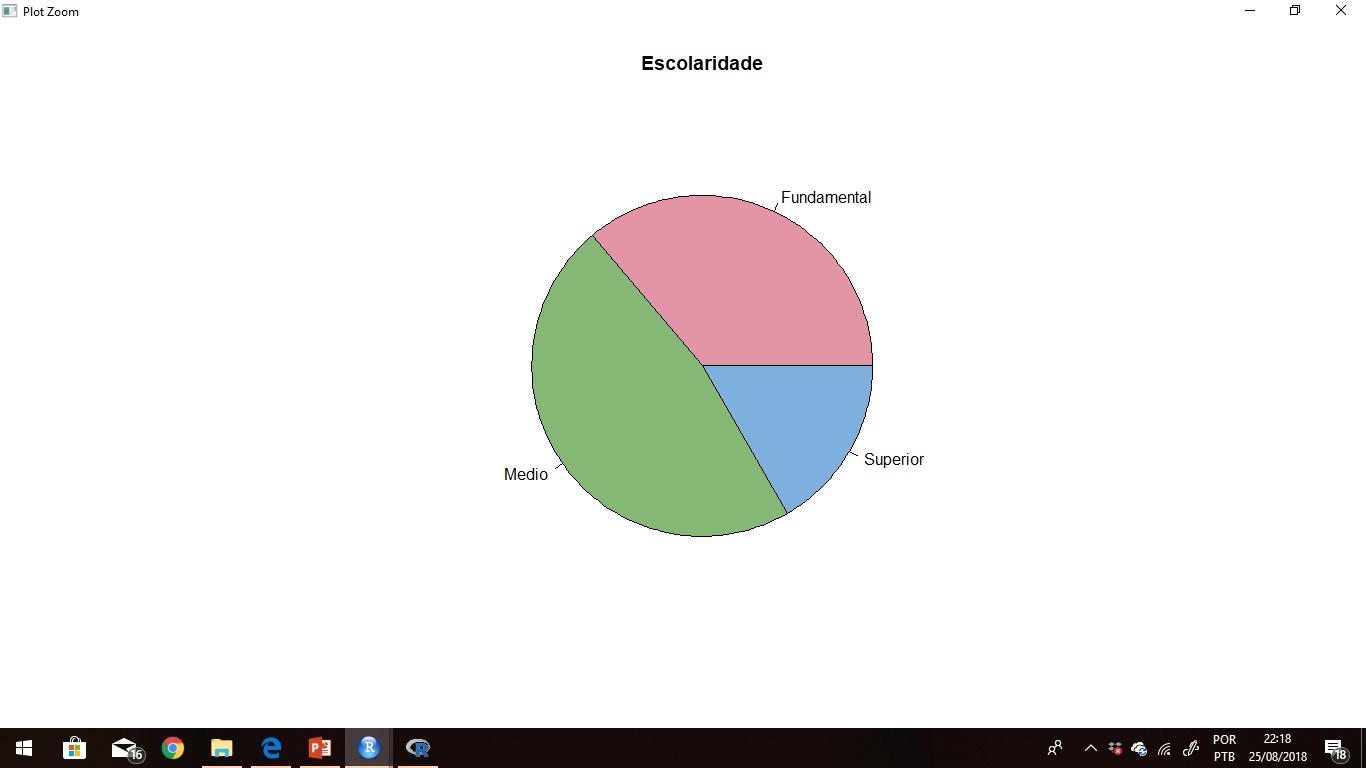 Plot Zoom
Escolaridade
Fundamental
Medio
Superior
16
POR
PTB
22:18
25/08/2018
18